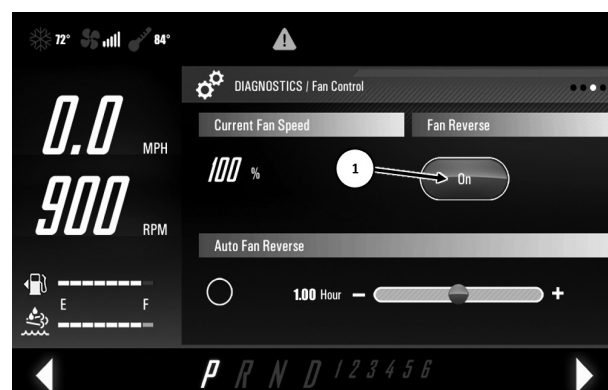 72° 84°
DIAGNOSTICS / Fan Control
Current Fan Speed Fan Reverse
0.0 MPH
100 % 1 On
900 RPM
Auto Fan Reverse
1.00 Hour − +
E F
P R N D 1 2 3 4 5 6